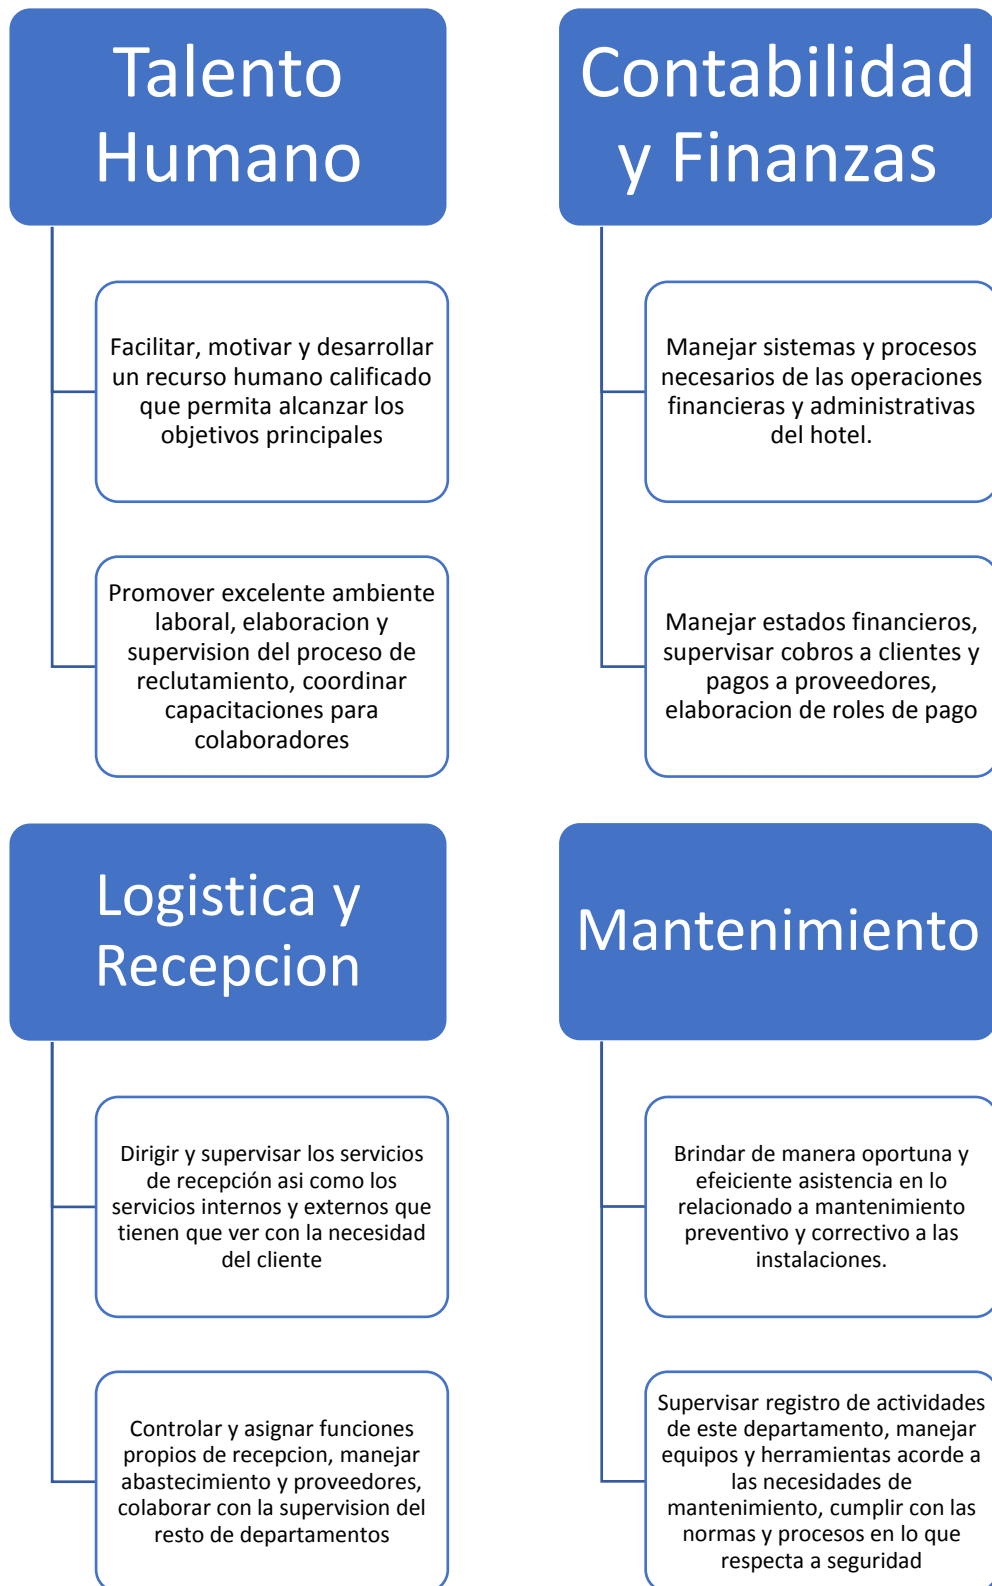 Talento
Humano
Facilitar, motivar y desarrollar
un recurso humano calificado
que permita alcanzar los
objetivos principales
Promover excelente ambiente
laboral, elaboracion y
supervision del proceso de
reclutamiento, coordinar
capacitaciones para
colaboradores
Contabilidad
y Finanzas
Manejar sistemas y procesos
necesarios de las operaciones
financieras y administrativas
del hotel.
Manejar estados financieros,
supervisar cobros a clientes y
pagos a proveedores,
elaboracion de roles de pago
Logistica y
Recepcion
Dirigir y supervisar los servicios
de recepción asi como los
servicios internos y externos que
tienen que ver con la necesidad
del cliente
Controlar y asignar funciones
propios de recepcion, manejar
abastecimiento y proveedores,
colaborar con la supervision del
resto de departamentos
Mantenimiento
Brindar de manera oportuna y
efeiciente asistencia en lo
relacionado a mantenimiento
preventivo y correctivo a las
instalaciones.
Supervisar registro de actividades
de este departamento, manejar
equipos y herramientas acorde a
las necesidades de
mantenimiento, cumplir con las
normas y procesos en lo que
respecta a seguridad